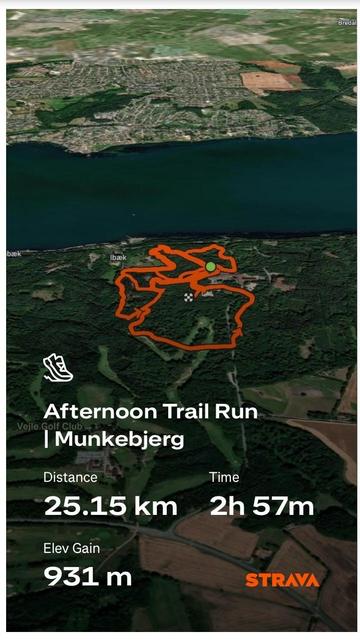 Bredal
Ibæk
bæk
Afternoon Trail Run
| Munkebjerg
Vejle Golf Club
Distance
Time
25.15 km
2h 57m
Elev Gain
931 m
STRAVA